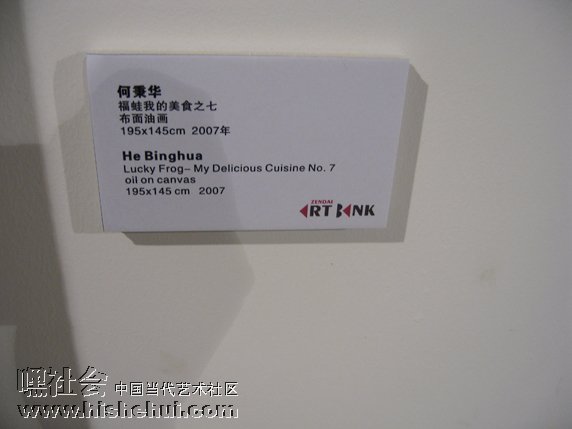 何秉华
福蛙我的美食之七
布面油画
195x145cm 2007年
He Binghua
Lucky Frog– My Delicious Cuisine No. 7
oil on canvas
195x145 cm 2007
ZENDAI
ART BANK
嘿社会 中国当代艺术社区
www.hishehui.com